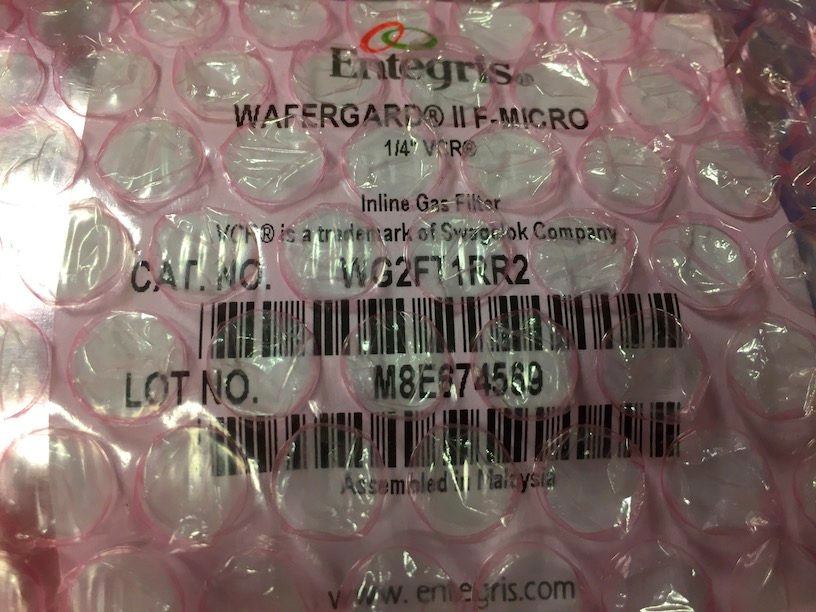 Entegris®
WAFERGARD® II F-MICRO
1/4" VCR®
Inline Gas Filter
VCR® is a trademark of Swagelok Company
CAT. NO. WG2FT1RR2
LOT NO. M8E674569
Assembled in Malaysia
www.entegris.com